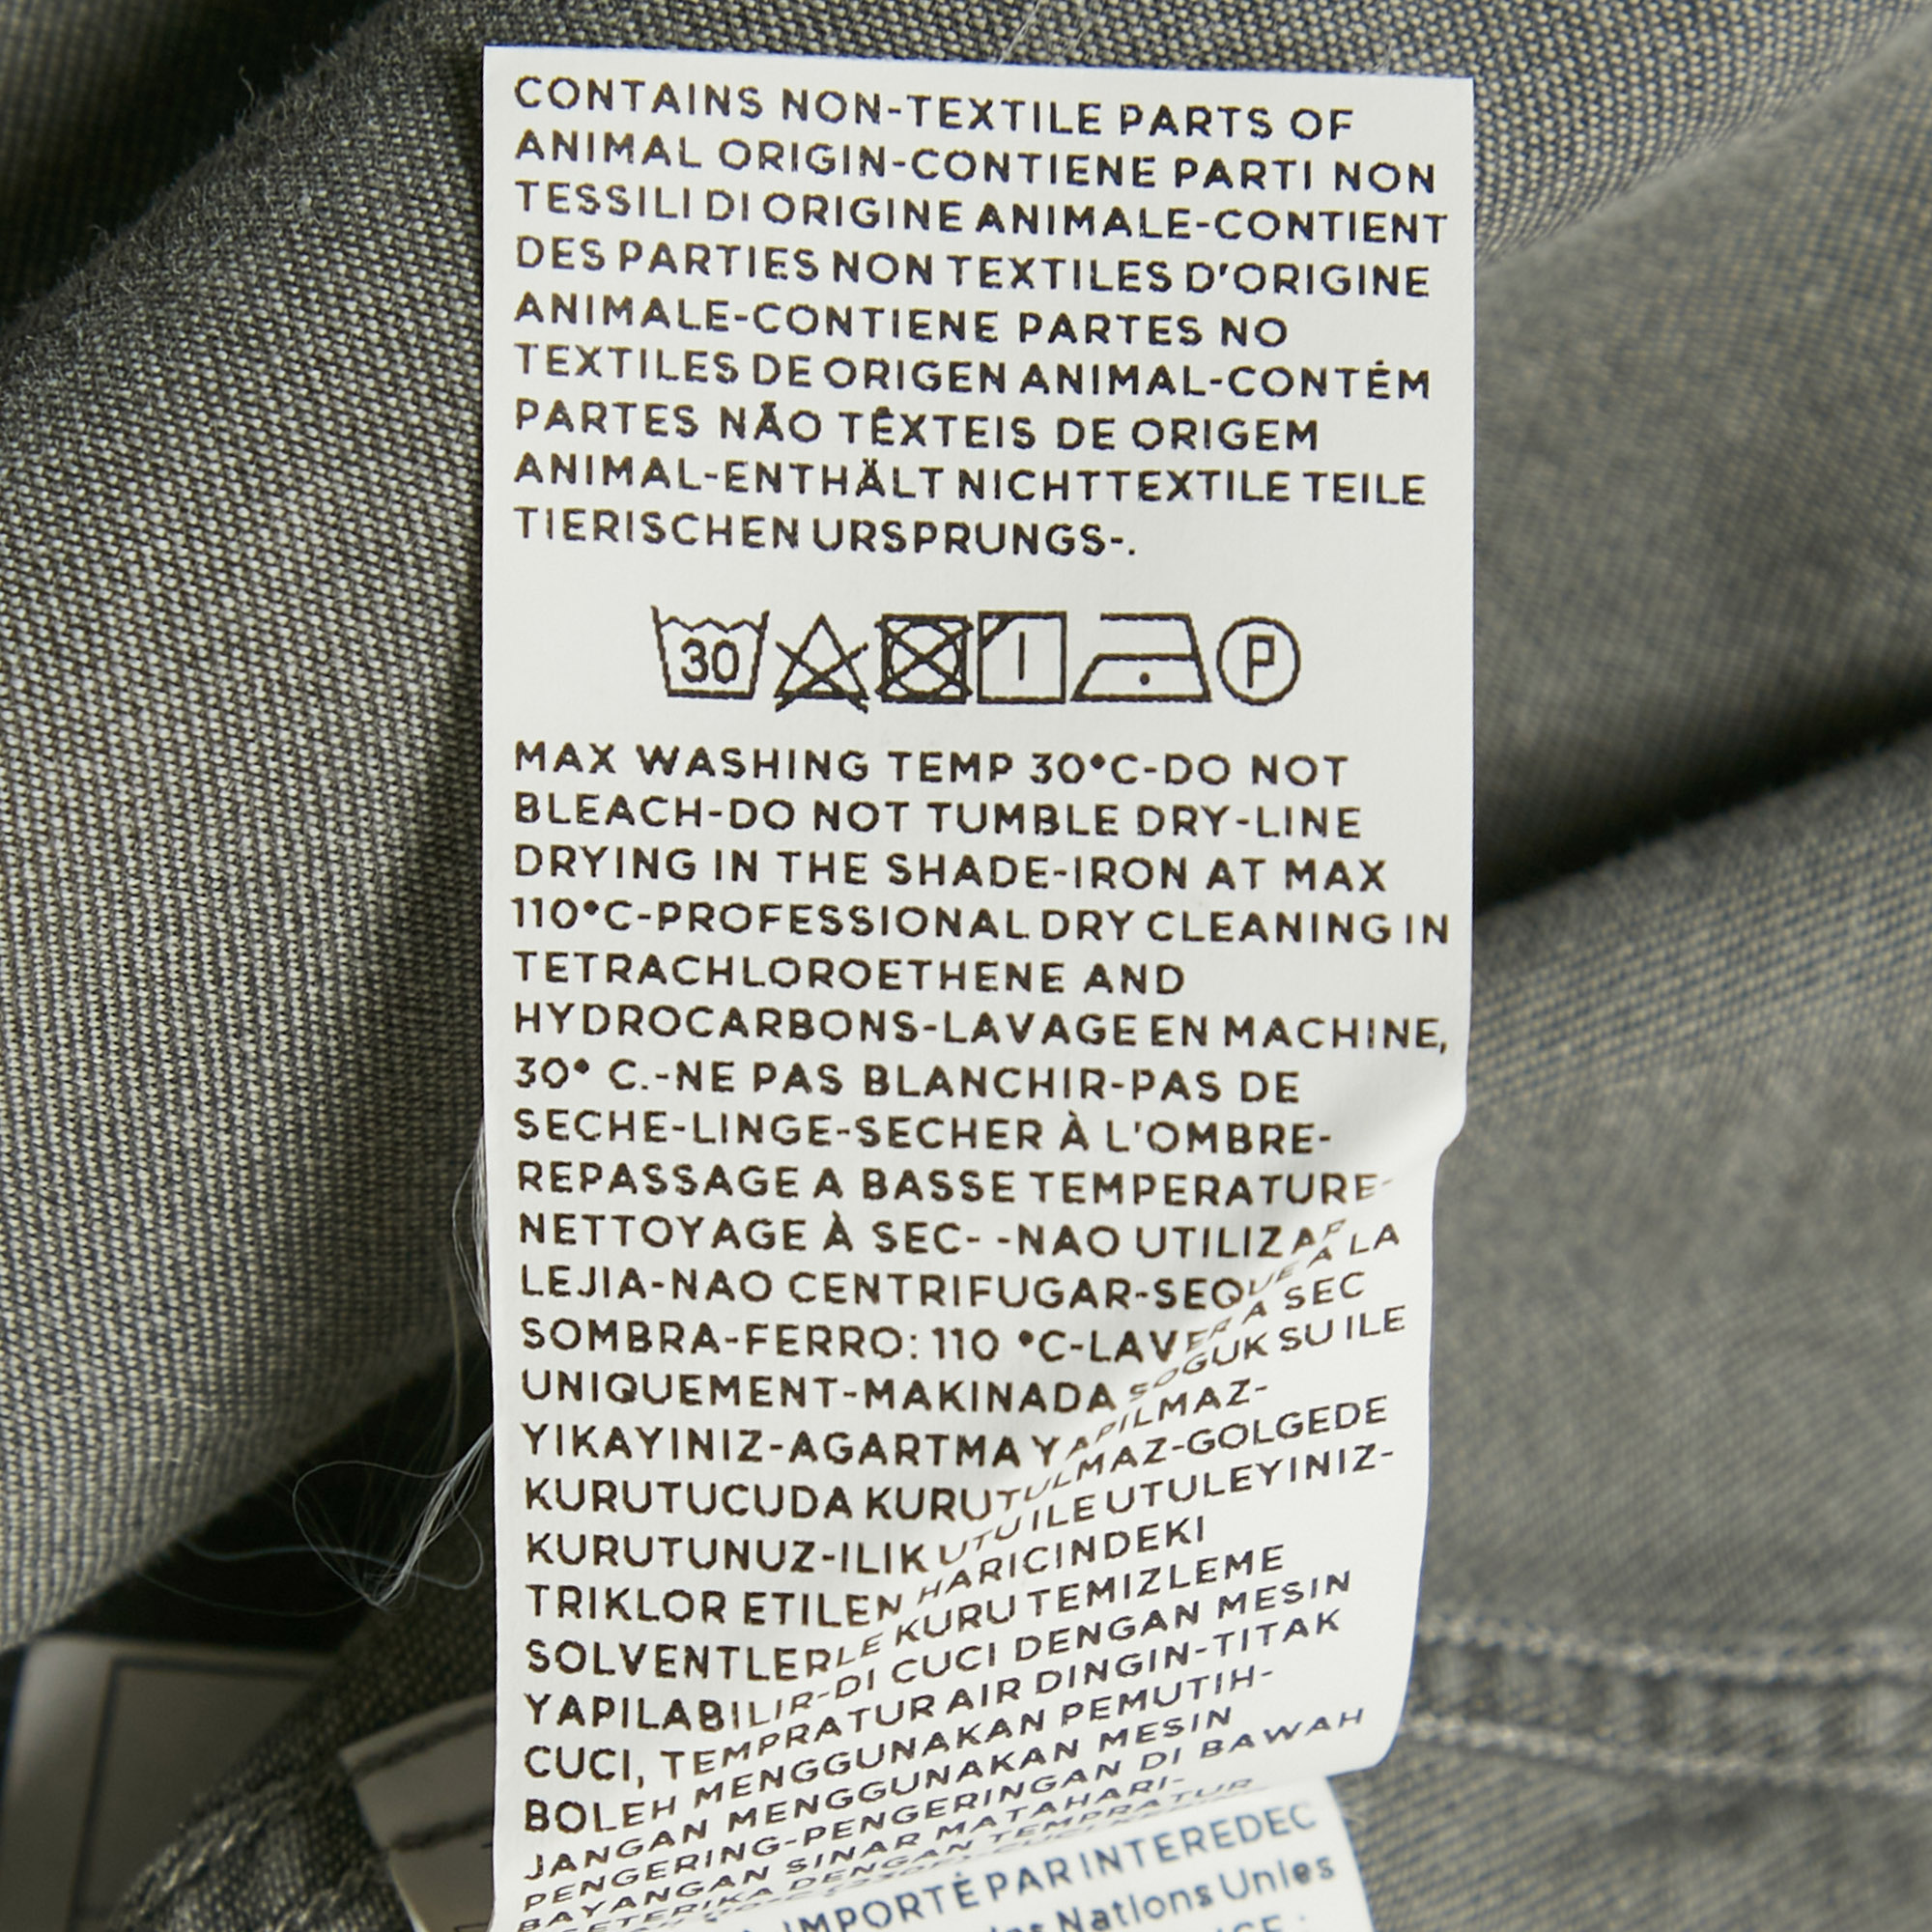 CONTAINS NON-TEXTILE PARTS OF
ANIMAL ORIGIN-CONTIENE PARTI NON
TESSILI DI ORIGINE ANIMALE-CONTIENT
DES PARTIES NON TEXTILES D'ORIGINE
ANIMALE-CONTIENE PARTES NO
TEXTILES DE ORIGEN ANIMAL-CONTÉM
PARTES NÃO TÊXTEIS DE ORIGEM
ANIMAL-ENTHÄLT NICHTTEXTILE TEILE
TIERISCHEN URSPRUNGS-.
30 P
MAX WASHING TEMP 30°C-DO NOT
BLEACH-DO NOT TUMBLE DRY-LINE
DRYING IN THE SHADE-IRON AT MAX
110°C-PROFESSIONAL DRY CLEANING IN
TETRACHLOROETHENE AND
HYDROCARBONS-LAVAGE EN MACHINE,
30° C.-NE PAS BLANCHIR-PAS DE
SECHE-LINGE-SECHER À L'OMBRE-
REPASSAGE A BASSE TEMPERATURE-
NETTOYAGE À SEC- -NAO UTILIZAR
LEJIA-NAO CENTRIFUGAR-SEQUE A LA
SOMBRA-FERRO: 110 °C-LAVER A SEC
UNIQUEMENT-MAKINADA SOGUK SU ILE
YIKAYINIZ-AGARTMA YAPILMAZ-
KURUTUCUDA KURUTULMAZ-GOLGEDE
KURUTUNUZ-ILIK UTU ILE UTULEYINIZ-
TRIKLOR ETILEN HARICINDEKI
SOLVENTLERLE KURU TEMIZLEME
YAPILABILIR-DI CUCI DENGAN MESIN
CUCI, TEMPRATUR AIR DINGIN-TITAK
BOLEH MENGGUNAKAN PEMUTIH-
JANGAN MENGGUNAKAN MESIN
PENGERING-PENGERINGAN DI BAWAH
BAYANGAN SINAR MATAHARI-
DENGAN TEMPRATUR
IMPORTÉ PAR INTEREDEC
Nations Unies